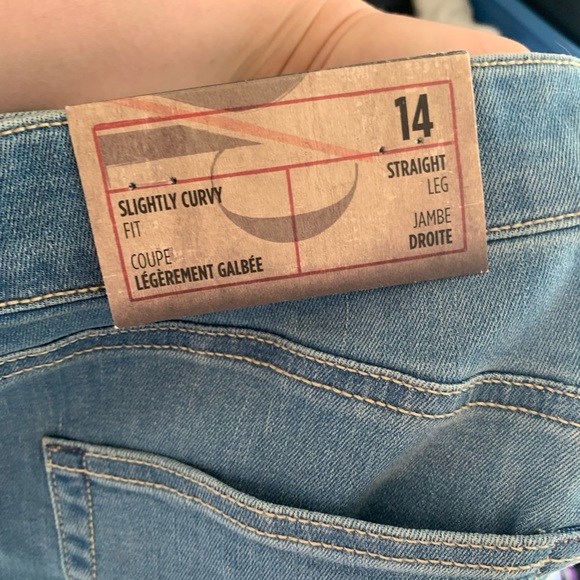 14
SLIGHTLY CURVY
FIT
COUPE
LÉGÈREMENT GALBÉE
STRAIGHT
LEG
JAMBE
DROITE